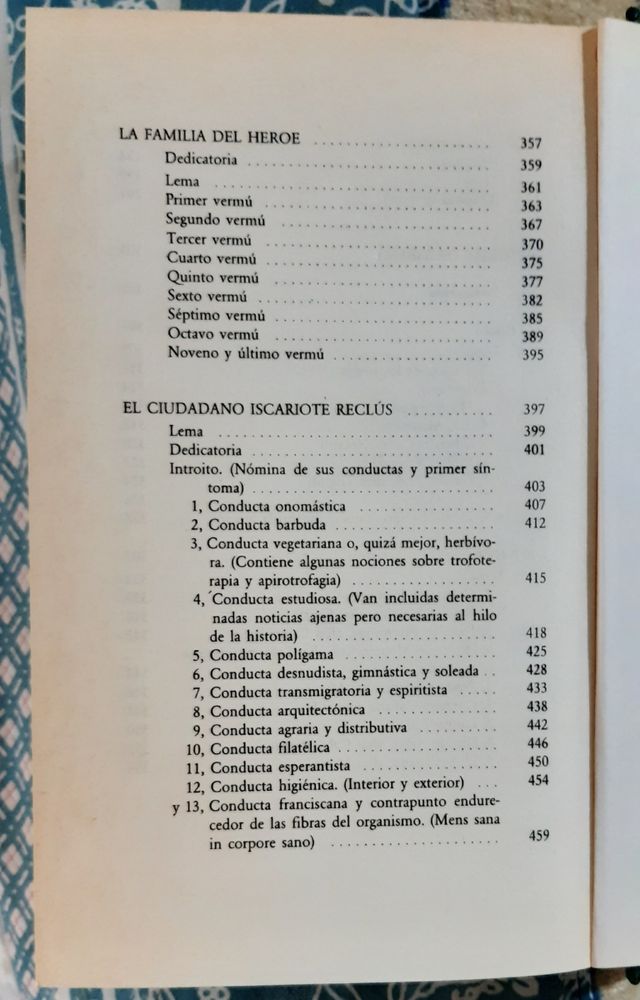 LA FAMILIA DEL HEROE ...................... 357
Dedicatoria .............................. 359
Lema .................................. 361
Primer vermú ............................ 363
Segundo vermú .......................... 367
Tercer vermú ............................ 370
Cuarto vermú ............................ 375
Quinto vermú ........................... 377
Sexto vermú ............................. 382
Séptimo vermú ........................... 385
Octavo vermú ........................... 389
Noveno y último vermú .................... 395
EL CIUDADANO ISCARIOTE RECLÚS ........... 397
Lema .................................. 399
Dedicatoria .............................. 401
Introito. (Nómina de sus conductas y primer sín-
toma) .............................. 403
1, Conducta onomástica .................. 407
2, Conducta barbuda .................... 412
3, Conducta vegetariana o, quizá mejor, herbívo-
ra. (Contiene algunas nociones sobre trofote-
rapia y apirotrofagia) .................. 415
4, Conducta estudiosa. (Van incluidas determi-
nadas noticias ajenas pero necesarias al hilo
de la historia) ...................... 418
5, Conducta polígama ................... 425
6, Conducta desnudista, gimnástica y soleada .. 428
7, Conducta transmigratoria y espiritista ..... 433
8, Conducta arquitectónica .............. 438
9, Conducta agraria y distributiva ......... 442
10, Conducta filatélica ................... 446
11, Conducta esperantista ................ 450
12, Conducta higiénica. (Interior y exterior) ... 454
y 13, Conducta franciscana y contrapunto endure-
cedor de las fibras del organismo. (Mens sana
in corpore sano) .................... 459